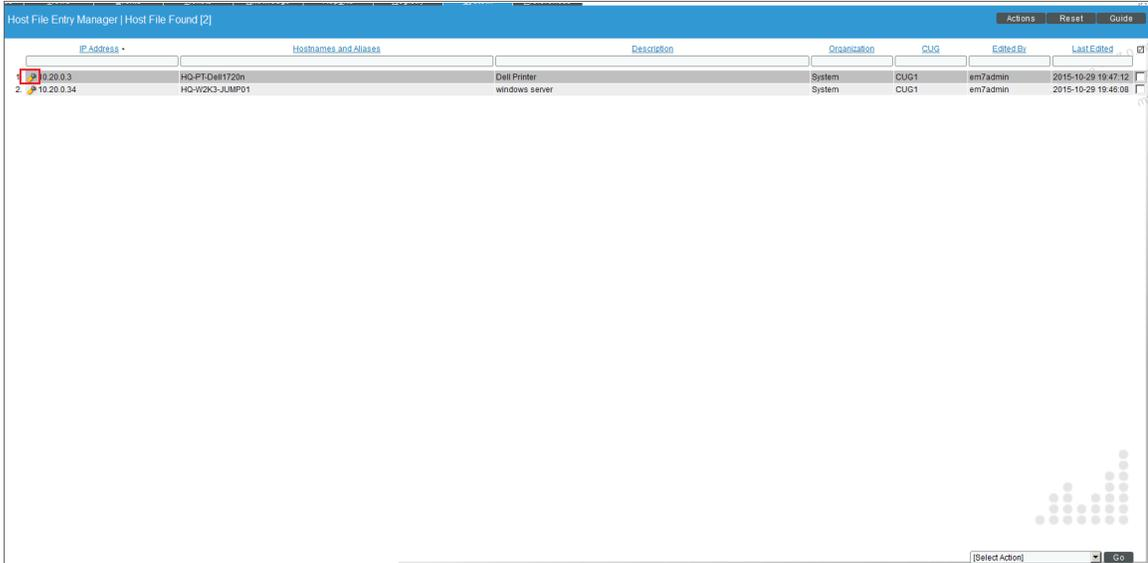 Host File Entry Manager | Host File Found [2]
Actions Reset Guide
IP Address Hostnames and Aliases Description Organization CUG Edited By Last Edited
1. 10.20.0.3 HQ-PT-Dell1720n Dell Printer System CUG1 em7admin 2015-10-29 19:47:12
2. 10.20.0.34 HQ-W2K3-JUMP01 windows server System CUG1 em7admin 2015-10-29 19:46:08
[Select Action] Go